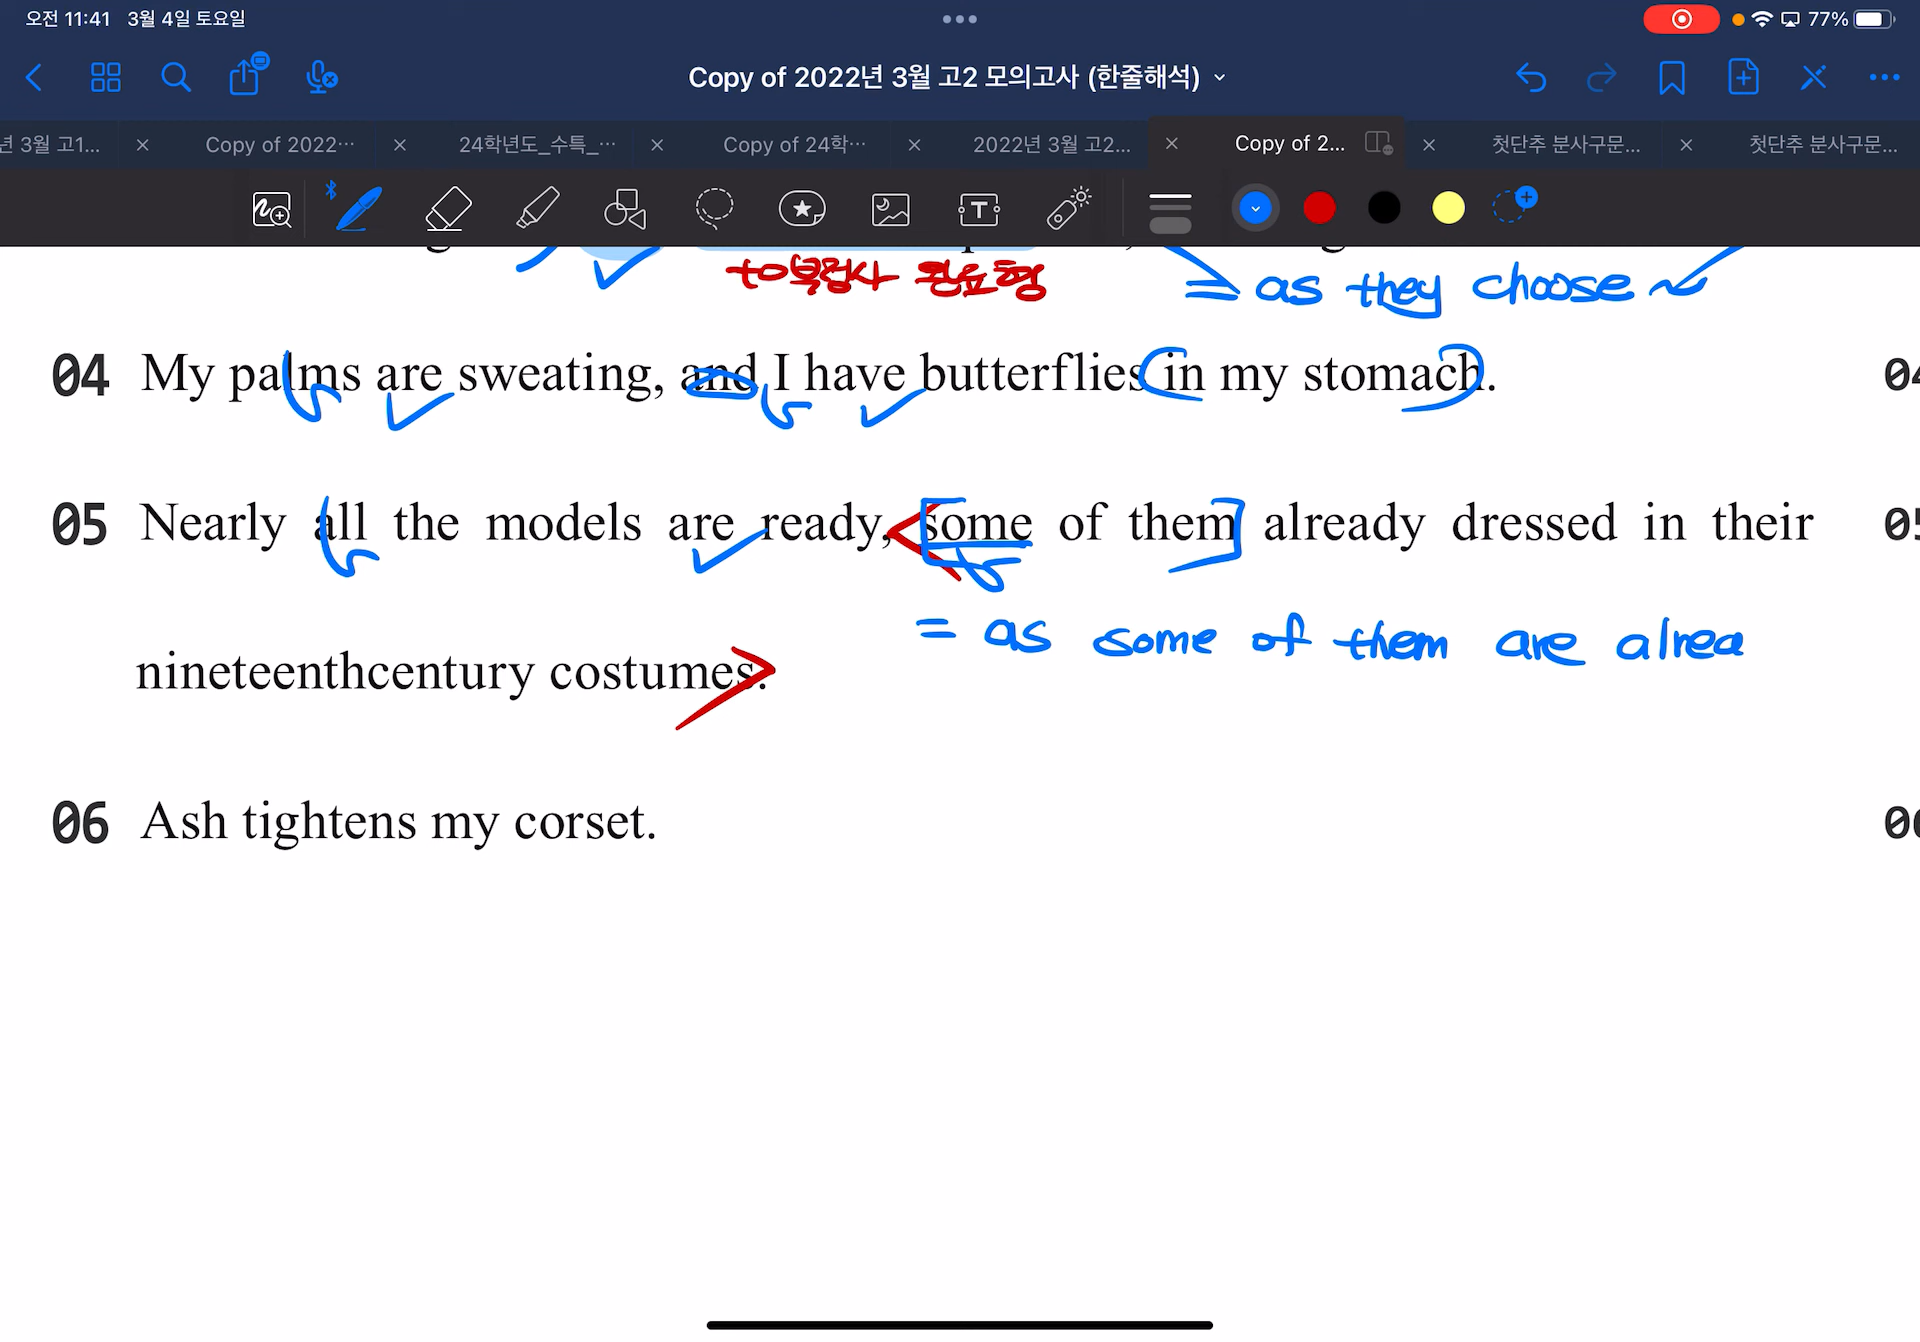 오전 11:41 3월 4일 토요일
77%
Copy of 2022년 3월 고2 모의고사 (한줄해석)
년 3월 고1...
Copy of 2022...
24학년도_수특_...
Copy of 24학...
2022년 3월 고2...
Copy of 2...
첫단추 분사구문...
첫단추 분사구문...
to부정사 완료형
= as they choose ~
04 My palms are sweating, and I have butterflies in my stomach.
05 Nearly all the models are ready, some of them already dressed in their
= as some of them are alrea
nineteenthcentury costumes.
06 Ash tightens my corset.